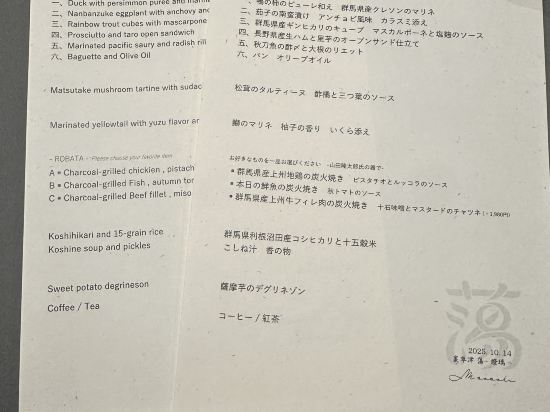 一、Duck with persimmon puree and
二、Nanbanzuke eggplant with anchovy and
三、Rainbow trout cubes with mascarpone
四、Prosciutto and taro open sandwich
五、Marinated pacific saury and radish rill
六、Baguette and Olive Oil
Matsutake mushroom tartine with sudac
Marinated yellowtail with yuzu flavor ar
- ROBATA - *Please choose your favorite item
A＊Charcoal-grilled chickien , pistach
B＊Charcoal-grilled Fish , autumn tor
C＊Charcoal-grilled Beef fillet , miso
Koshihikari and 15-grain rice
Koshine soup and pickles
Sweet potato degrineson
Coffee / Tea
一、鴨の柿のピューレ和え 群馬県産クレソンのマリネ
二、茄子の南蛮漬け アンチョビ風味 カラスミ添え
三、群馬県産ギンヒカリのキューブ マスカルポーネと塩麹のソース
四、長野県産生ハムと里芋のオープンサンド仕立て
五、秋刀魚の酢〆と大根のリエット
六、パン オリーブオイル
松茸のタルティーヌ 酢橘と三つ葉のソース
鰤のマリネ 柚子の香り いくら添え
お好きなものを一品お選びください -山田隆太郎氏の器で-
＊群馬県産上州地鶏の炭火焼き ピスタチオとルッコラのソース
＊本日の鮮魚の炭火焼き 秋トマトのソース
＊群馬県産上州牛フィレ肉の炭火焼き 十石味噌とマスタードのチャツネ (+1,980円)
群馬県利根沼田産コシヒカリと十五穀米
こしね汁 香の物
薩摩芋のデグリネゾン
コーヒー / 紅茶
2025. 10. 14